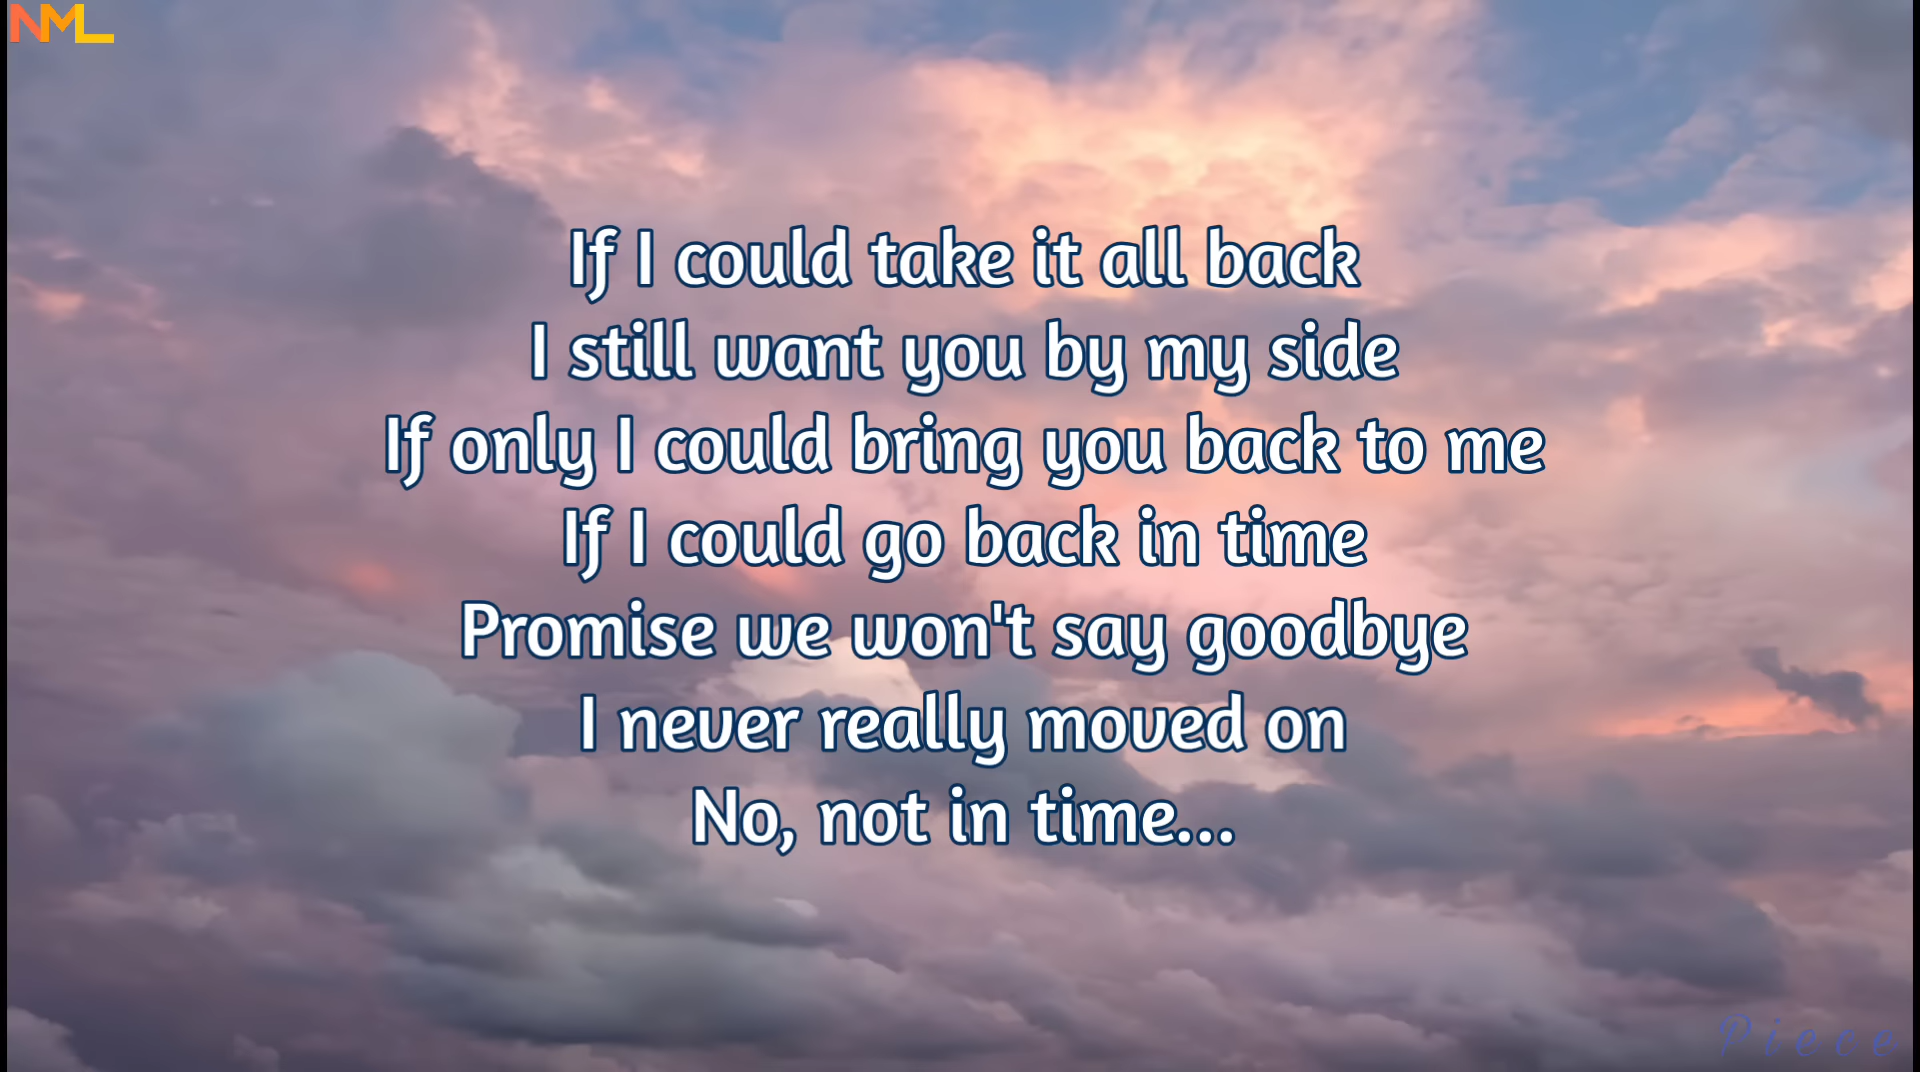 NML
If I could take it all back
I still want you by my side
If only I could bring you back to me
If I could go back in time
Promise we won't say goodbye
I never really moved on
No, not in time...
Piece